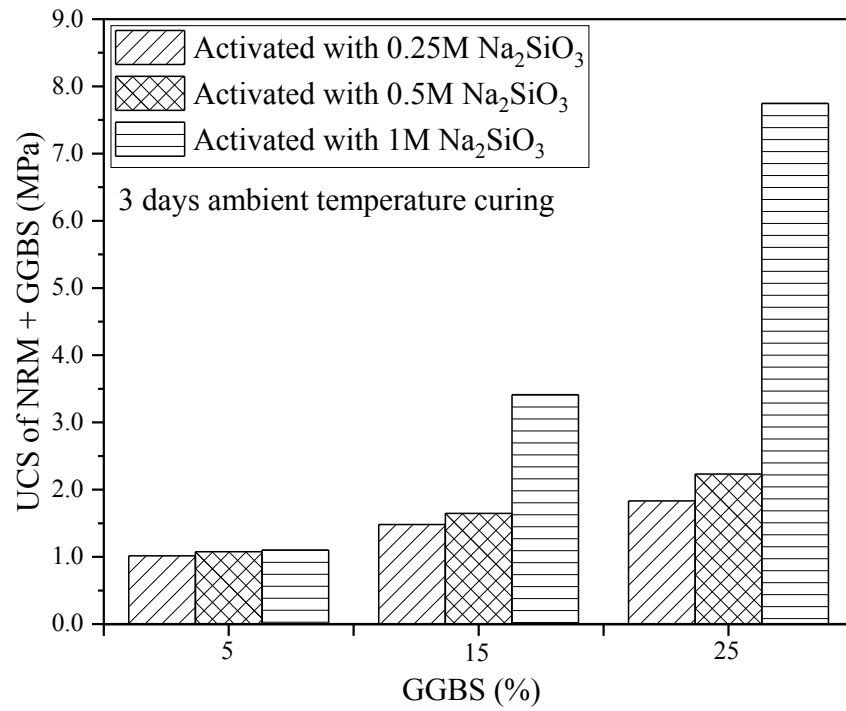 9.0
8.0
7.0
6.0
5.0
4.0
3.0
2.0
1.0
0.0
UCS of NRM + GGBS (MPa)
Activated with 0.25M Na₂SiO₃
Activated with 0.5M Na₂SiO₃
Activated with 1M Na₂SiO₃
3 days ambient temperature curing
5 15 25
GGBS (%)